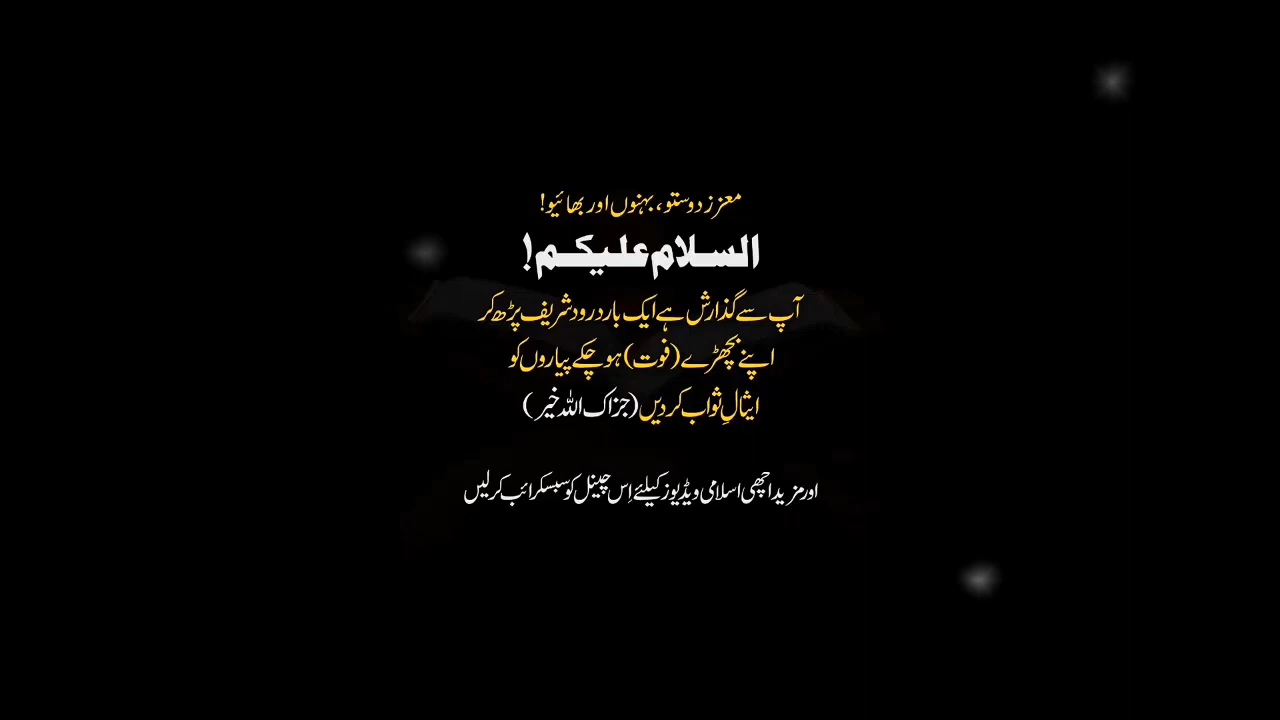 معزز دوستو، بہنوں اور بھائیو!
السلام علیکم!
آپ سے گذارش ہے ایک بار درود شریف پڑھ کر
اپنے بچھڑے (فوت) ہو چکے پیاروں کو
ایثالِ ثواب کر دیں (جزاک اللہ خیر)
اور مزید اچھی اسلامی ویڈیوز کیلئے اِس چینل کو سبسکرائب کر لیں